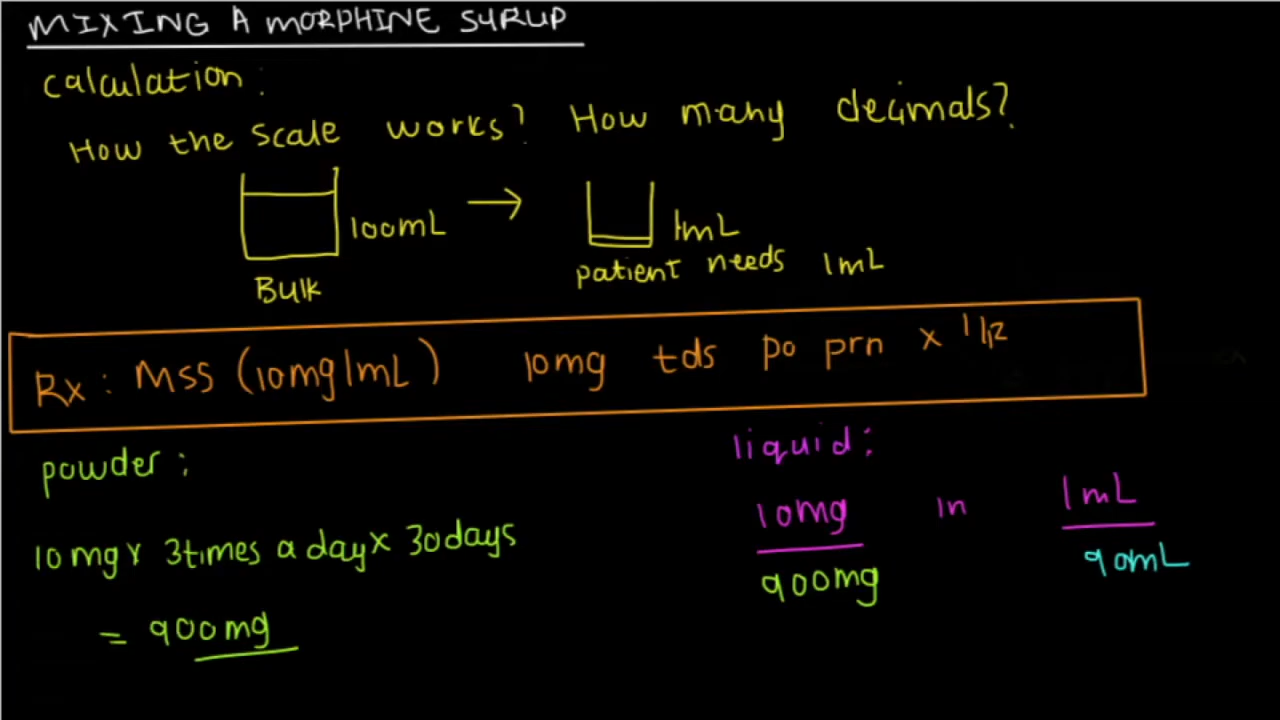 MIXING A MORPHINE SYRUP
calculation:
How the scale works? How many decimals?
100mL
1mL
Bulk
patient needs 1mL
Rx: MSS (10mg/mL) 10mg tds po prn x 1/12
powder:
10mg x 3times a day x 30days
= 900mg
liquid:
10mg in 1mL
900mg 90mL